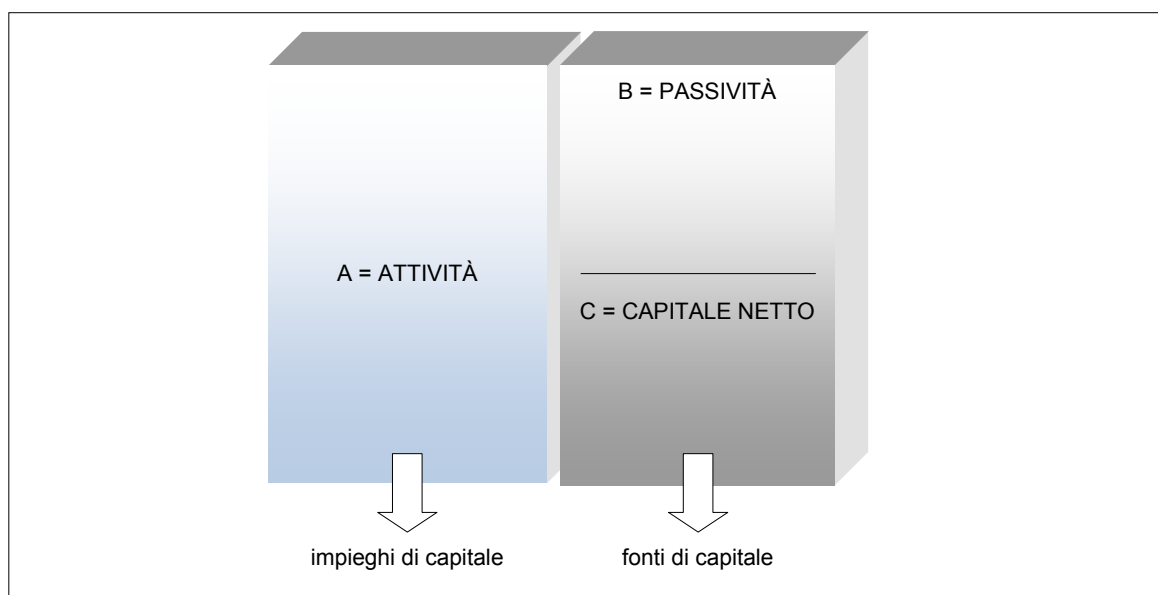 B = PASSIVITÀ
A = ATTIVITÀ
C = CAPITALE NETTO
impieghi di capitale
fonti di capitale